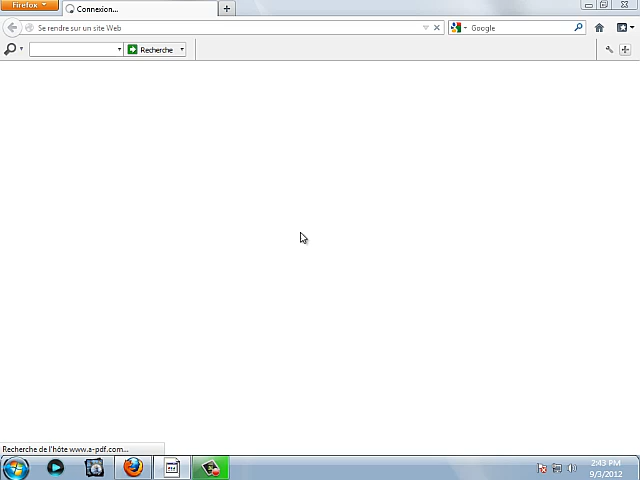 Firefox
Connexion...
Se rendre sur un site Web
Google
Recherche
Recherche de l'hôte www.a-pdf.com...
2:43 PM
9/3/2012